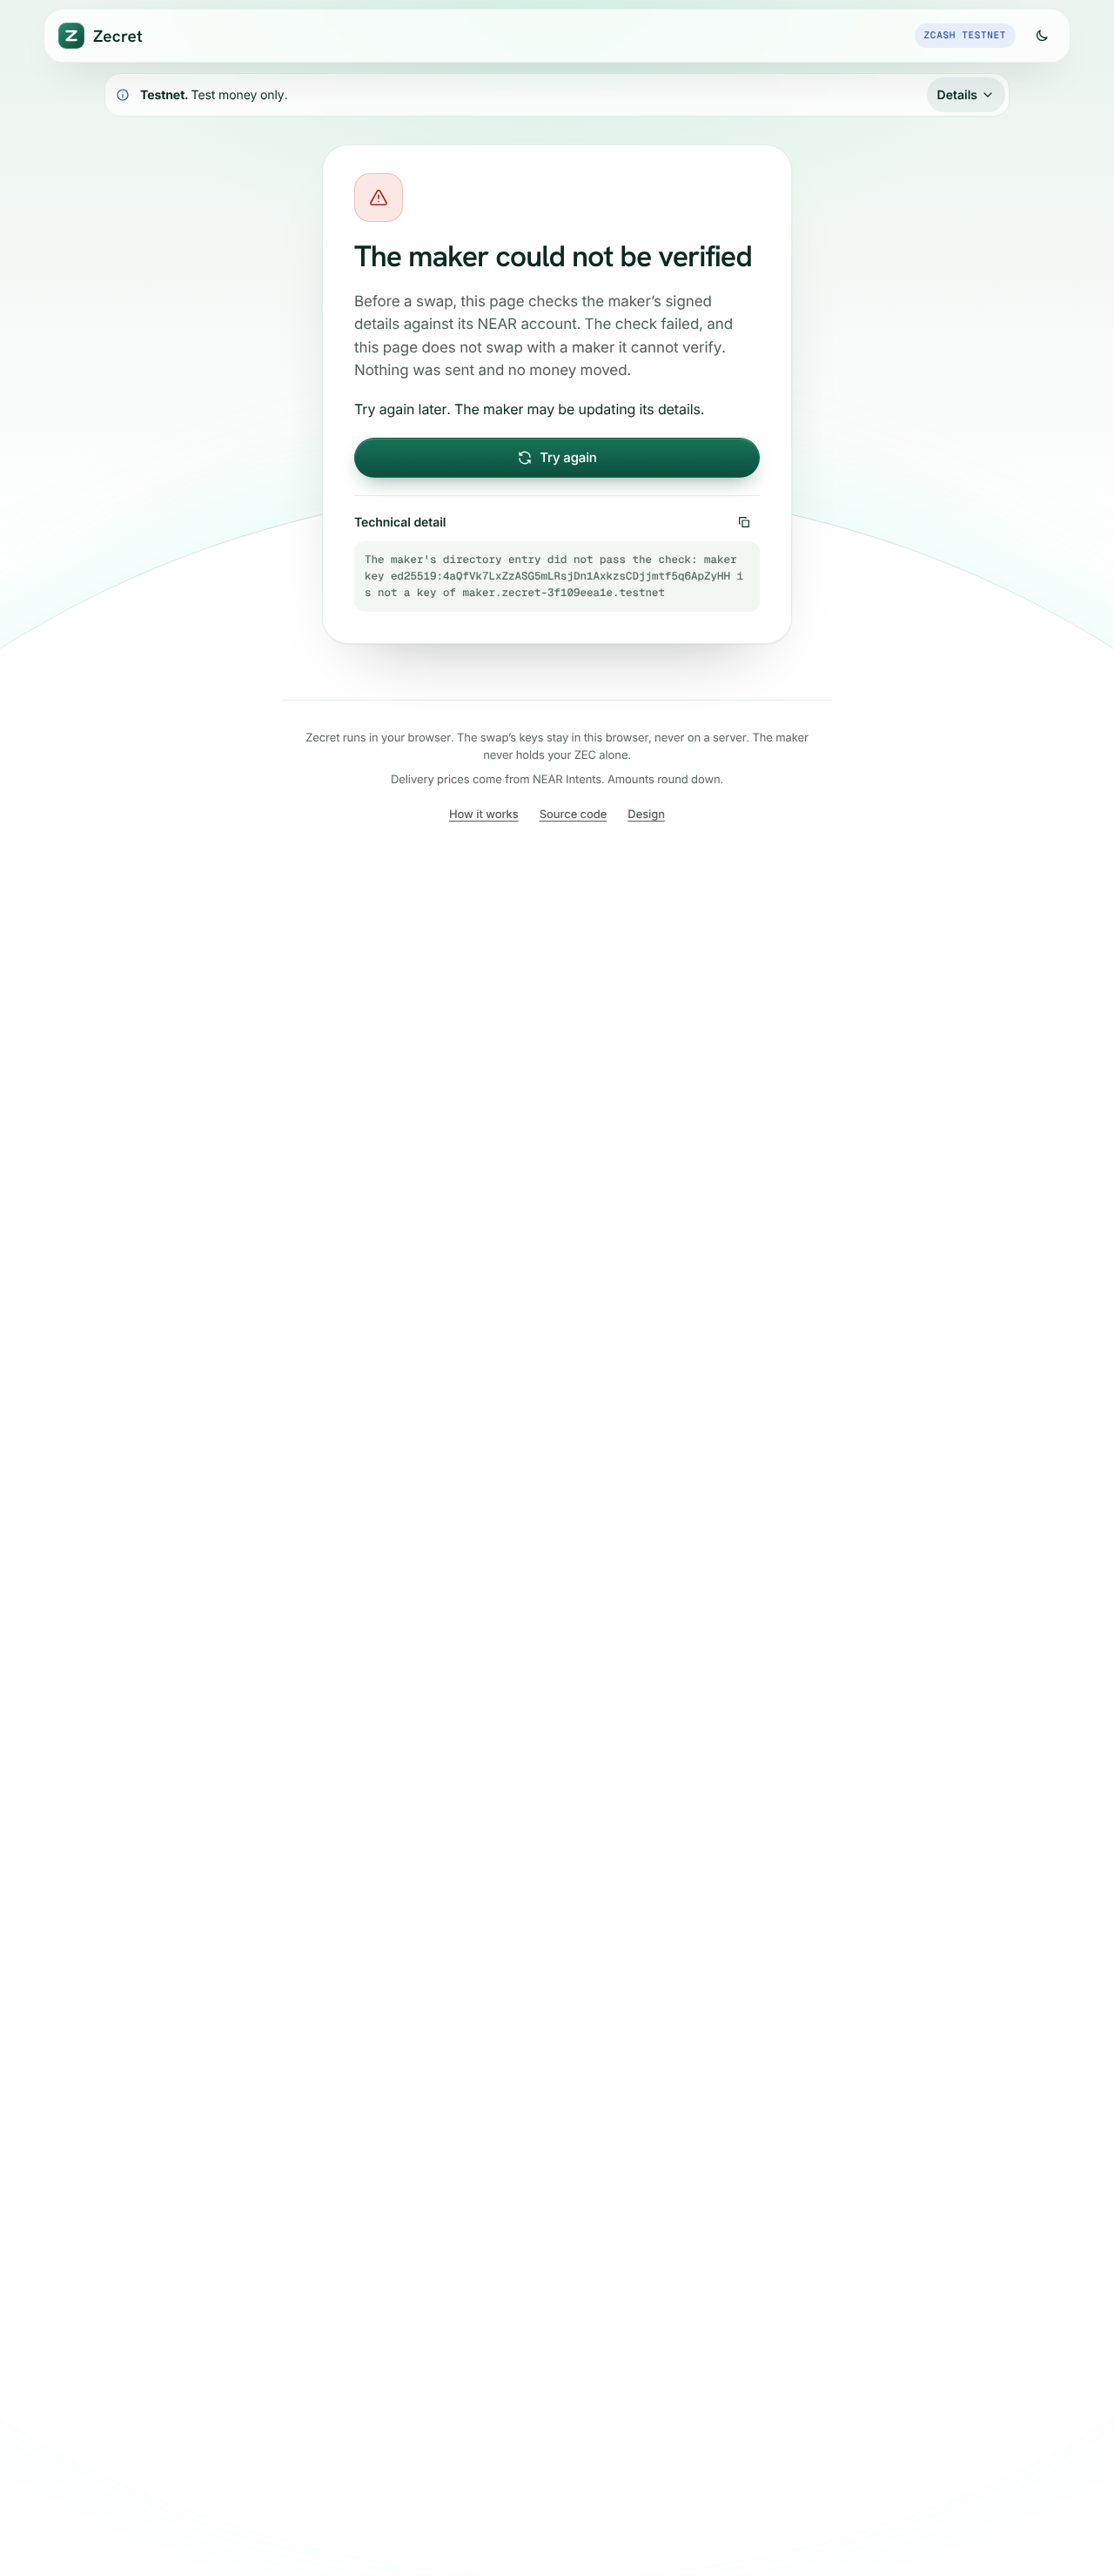 Z Zecret
ZCASH TESTNET
Testnet. Test money only.
Details
The maker could not be verified
Before a swap, this page checks the maker’s signed
details against its NEAR account. The check failed, and
this page does not swap with a maker it cannot verify.
Nothing was sent and no money moved.
Try again later. The maker may be updating its details.
Try again
Technical detail
The maker's directory entry did not pass the check: maker
key ed25519:4aQfVk7LxZzASG5mLRsjDn1AxkzsCDjjmtf5q6ApZyHH i
s not a key of maker.zecret-3f109eea1e.testnet
Zecret runs in your browser. The swap’s keys stay in this browser, never on a server. The maker
never holds your ZEC alone.
Delivery prices come from NEAR Intents. Amounts round down.
How it works Source code Design